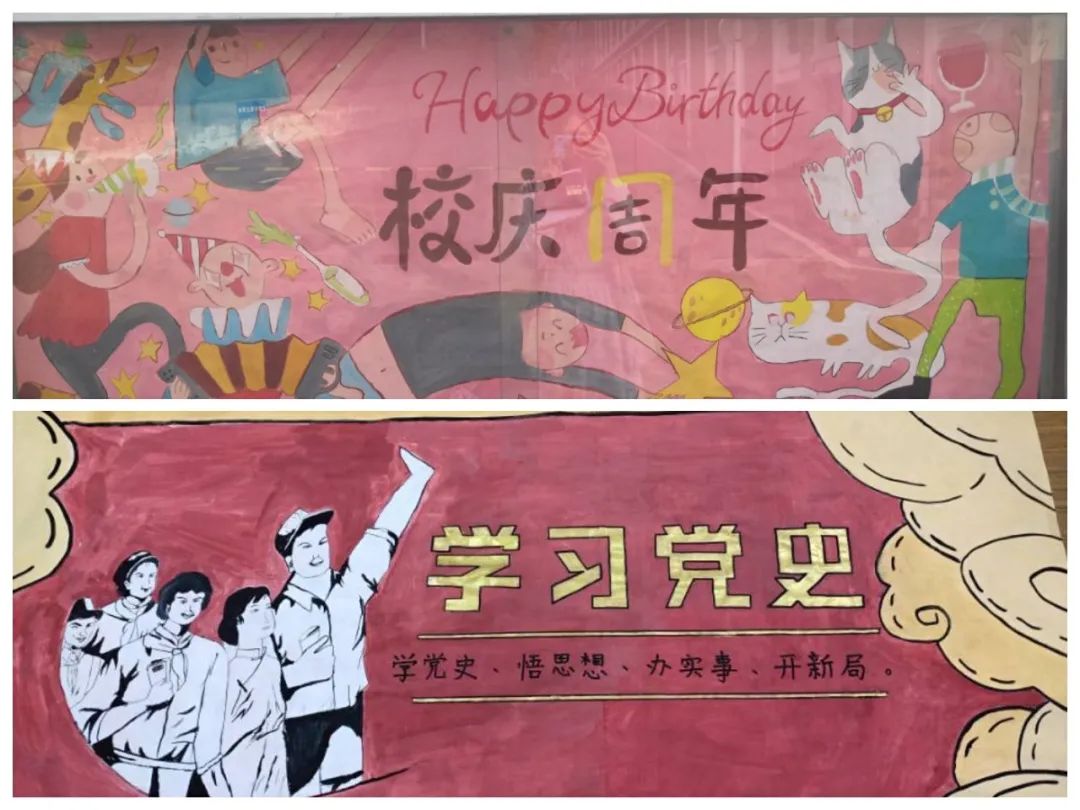 Happy Birthday
校庆周年
学习党史
学党史、悟思想、办实事、开新局。